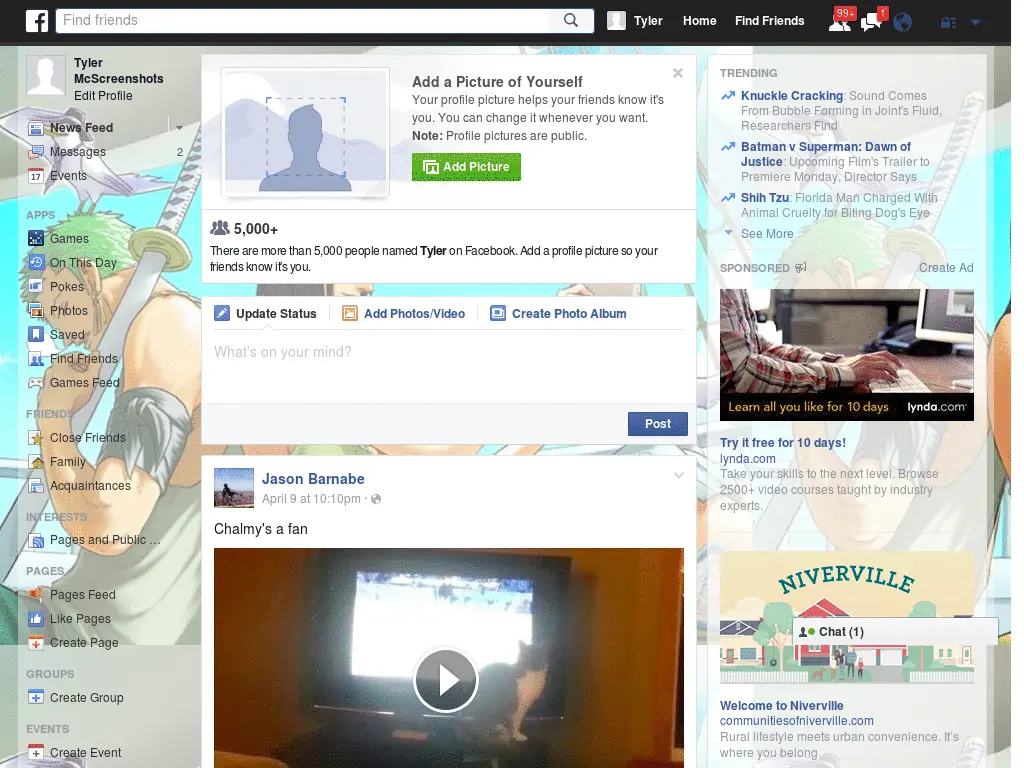 Find friends
Tyler
Home
Find Friends
99+
1
Tyler
McScreenshots
Edit Profile
News Feed
Messages 2
17 Events
APPS
Games
On This Day
Pokes
Photos
Saved
Find Friends
Games Feed
FRIENDS
Close Friends
Family
Acquaintances
INTERESTS
Pages and Public ...
PAGES
Pages Feed
Like Pages
Create Page
GROUPS
Create Group
EVENTS
Create Event
Add a Picture of Yourself
Your profile picture helps your friends know it's
you. You can change it whenever you want.
Note: Profile pictures are public.
Add Picture
5,000+
There are more than 5,000 people named Tyler on Facebook. Add a profile picture so your
friends know it's you.
Update Status
Add Photos/Video
Create Photo Album
What's on your mind?
Post
Jason Barnabe
April 9 at 10:10pm ·
Chalmy's a fan
TRENDING
Knuckle Cracking: Sound Comes
From Bubble Forming in Joint's Fluid,
Researchers Find
Batman v Superman: Dawn of
Justice: Upcoming Film's Trailer to
Premiere Monday, Director Says
Shih Tzu: Florida Man Charged With
Animal Cruelty for Biting Dog's Eye
See More
SPONSORED
Create Ad
Learn all you like for 10 days lynda.com
Try it free for 10 days!
lynda.com
Take your skills to the next level. Browse
2500+ video courses taught by industry
experts.
NIVERVILLE
Chat (1)
Welcome to Niverville
communitiesofniverville.com
Rural lifestyle meets urban convenience. It's
where you belong.